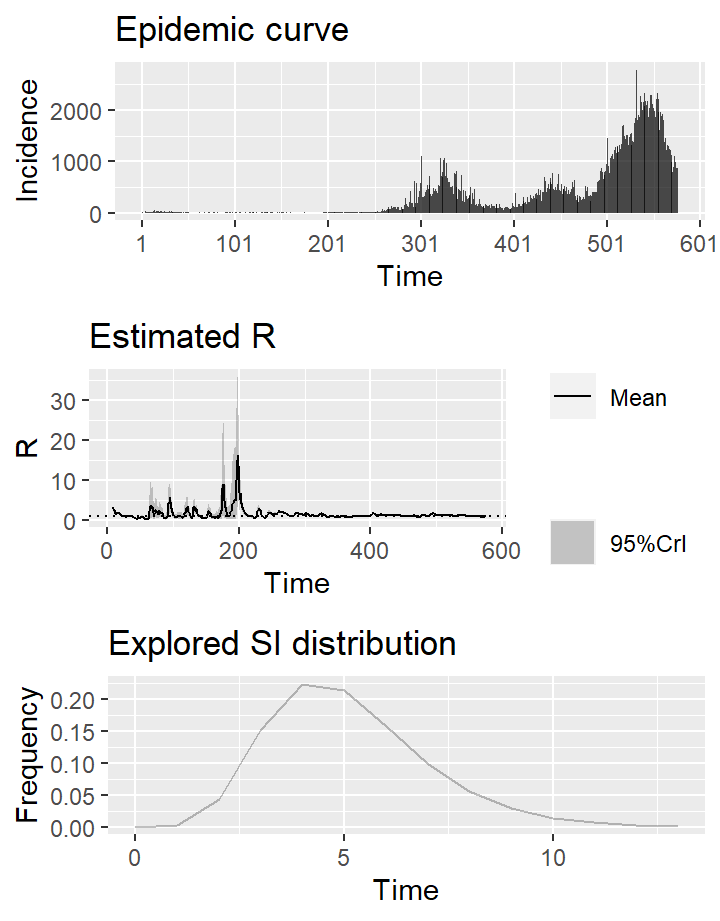 Epidemic curve
Incidence
2000
1000
0
1 101 201 301 401 501 601
Time
Estimated R
R
30
20
10
0
0 200 400 600
Time
Mean
95%CrI
Explored SI distribution
Frequency
0.20
0.15
0.10
0.05
0.00
0 5 10
Time